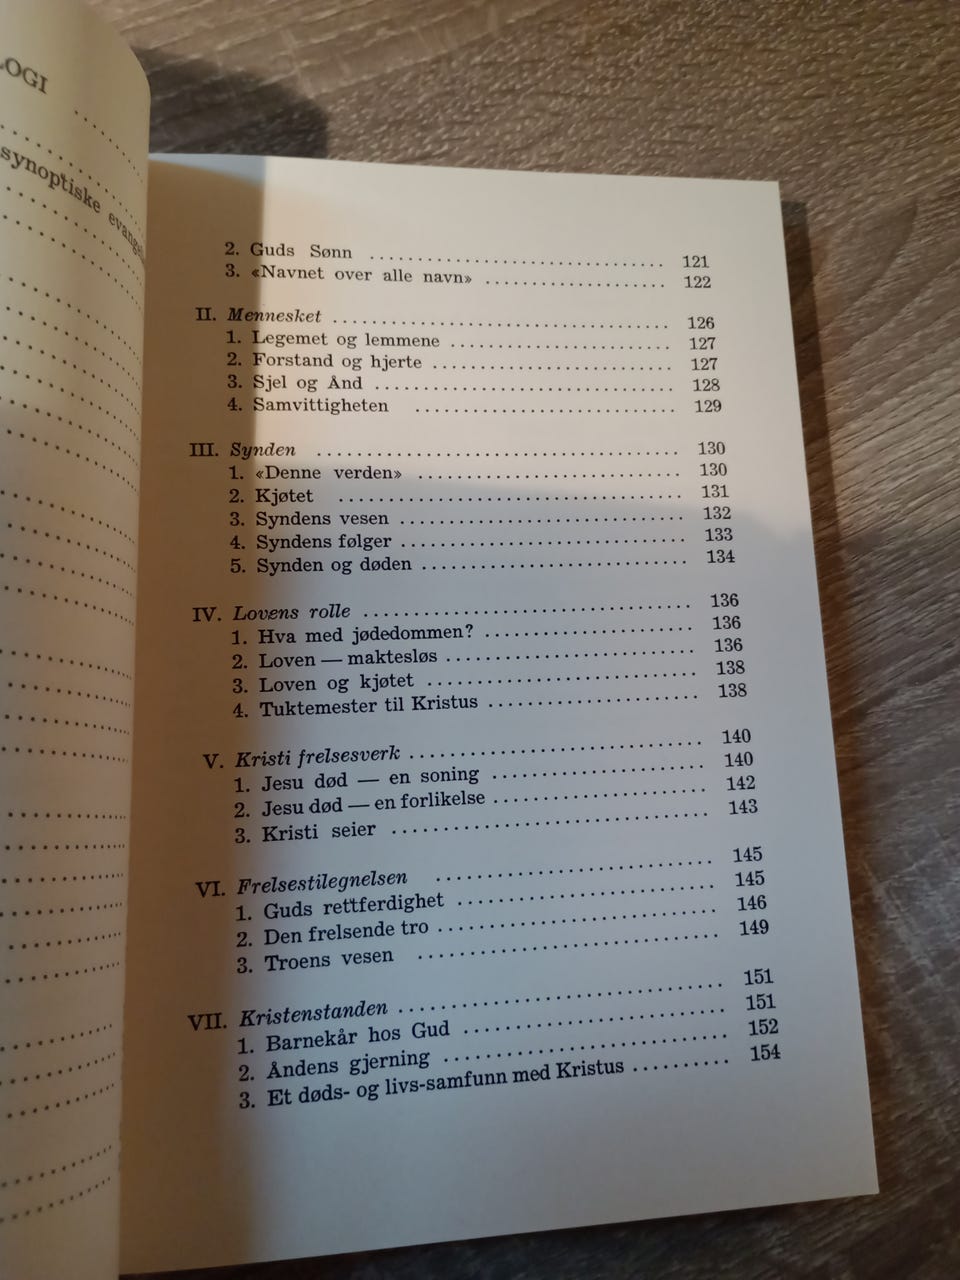 LOGI ..........
synoptiske
2. Guds Sønn .......... 121
3. «Navnet over alle navn» .......... 122
II. Mennesket .......... 126
1. Legemet og lemmene .......... 127
2. Forstand og hjerte .......... 127
3. Sjel og Ånd .......... 128
4. Samvittigheten .......... 129
III. Synden .......... 130
1. «Denne verden» .......... 130
2. Kjøtet .......... 131
3. Syndens vesen .......... 132
4. Syndens følger .......... 133
5. Synden og døden .......... 134
IV. Lovens rolle .......... 136
1. Hva med jødedommen? .......... 136
2. Loven — maktesløs .......... 136
3. Loven og kjøtet .......... 138
4. Tuktemester til Kristus .......... 138
V. Kristi frelsesverk .......... 140
1. Jesu død — en soning .......... 140
2. Jesu død — en forlikelse .......... 142
3. Kristi seier .......... 143
VI. Frelsestilegnelsen .......... 145
1. Guds rettferdighet .......... 145
2. Den frelsende tro .......... 146
3. Troens vesen .......... 149
VII. Kristenstanden .......... 151
1. Barnekår hos Gud .......... 151
2. Åndens gjerning .......... 152
3. Et døds- og livs-samfunn med Kristus .......... 154